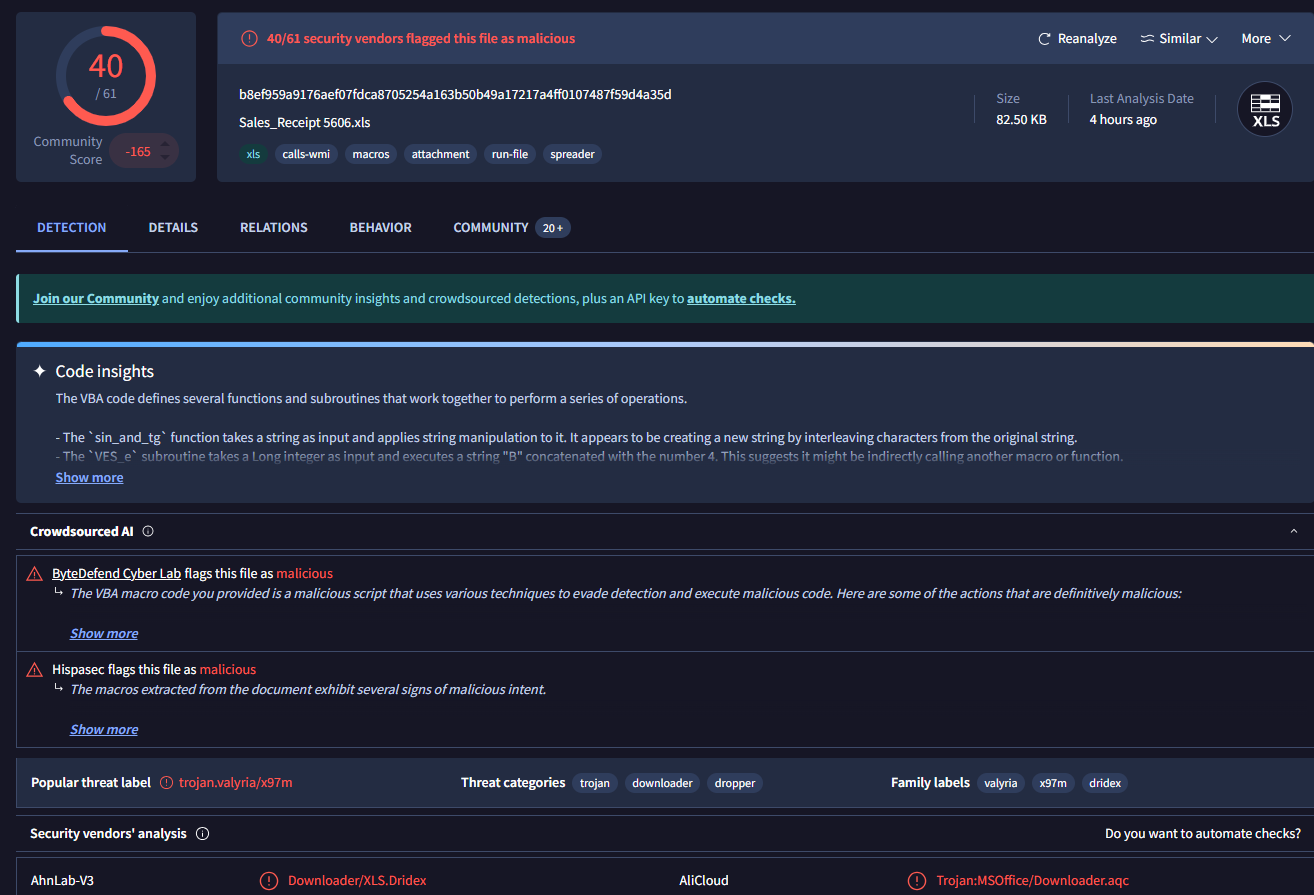 40
/ 61
Community
Score
-165
40/61 security vendors flagged this file as malicious
Reanalyze
Similar
More
b8ef959a9176aef07fdca8705254a163b50b49a17217a4ff0107487f59d4a35d
Sales_Receipt 5606.xls
xls
calls-wmi
macros
attachment
run-file
spreader
Size
82.50 KB
Last Analysis Date
4 hours ago
XLS
DETECTION
DETAILS
RELATIONS
BEHAVIOR
COMMUNITY
20+
Join our Community and enjoy additional community insights and crowdsourced detections, plus an API key to automate checks.
Code insights
The VBA code defines several functions and subroutines that work together to perform a series of operations.
- The `sin_and_tg` function takes a string as input and applies string manipulation to it. It appears to be creating a new string by interleaving characters from the original string.
- The `VES_e` subroutine takes a Long integer as input and executes a string "B" concatenated with the number 4. This suggests it might be indirectly calling another macro or function.
Show more
Crowdsourced AI
ByteDefend Cyber Lab flags this file as malicious
The VBA macro code you provided is a malicious script that uses various techniques to evade detection and execute malicious code. Here are some of the actions that are definitively malicious:
Show more
Hispasec flags this file as malicious
The macros extracted from the document exhibit several signs of malicious intent.
Show more
Popular threat label
trojan.valyria/x97m
Threat categories
trojan
downloader
dropper
Family labels
valyria
x97m
dridex
Security vendors' analysis
Do you want to automate checks?
AhnLab-V3
Downloader/XLS.Dridex
AliCloud
Trojan:MSOffice/Downloader.aqc